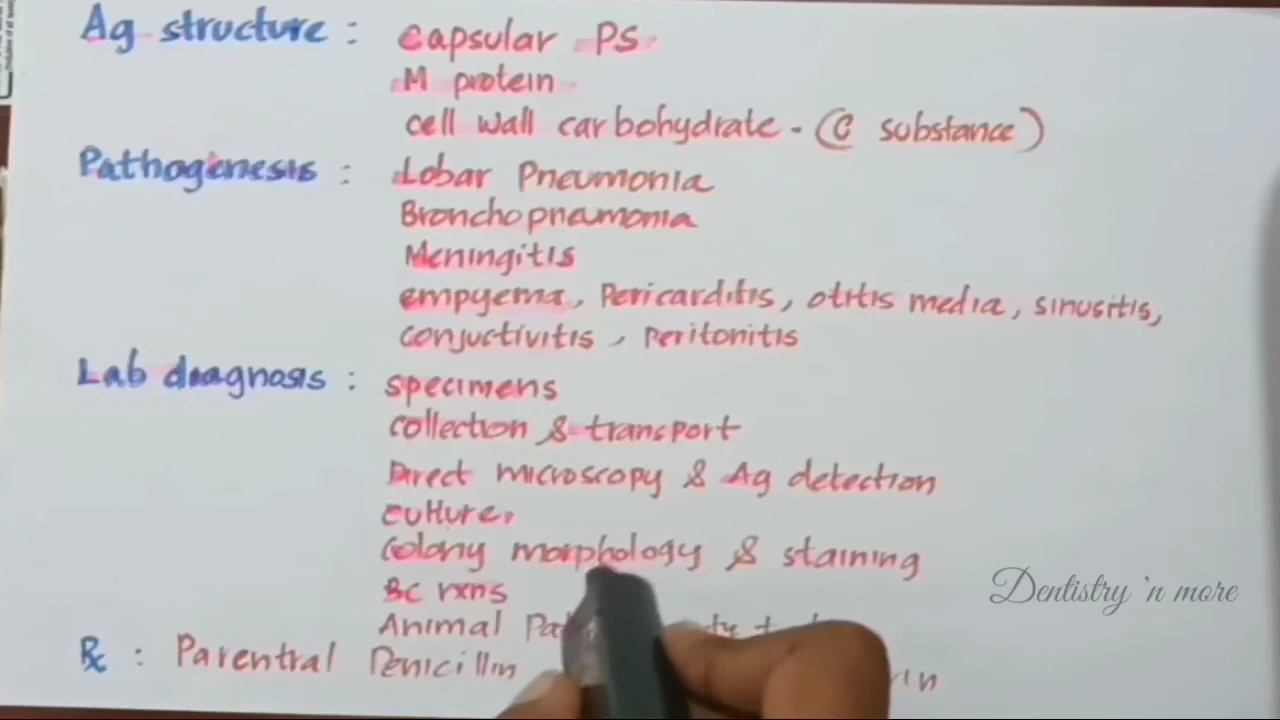 Ag structure : capsular PS
M protein
cell wall carbohydrate - (C substance)
Pathogenesis : Lobar Pneumonia
Bronchopneumonia
Meningitis
empyema, Pericarditis, otitis media, sinusitis,
conjuctivitis, peritonitis
Lab diagnosis : specimens
collection & transport
Direct microscopy & Ag detection
culture,
Colony morphology & staining
BC rxns
Animal
Rx : Parentral Penicillin
Dentistry 'n more